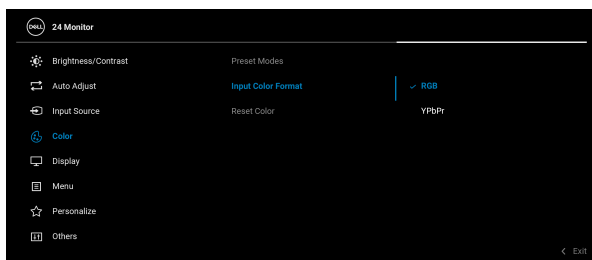 DELL 24 Monitor
Brightness/Contrast Preset Modes
Auto Adjust Input Color Format RGB
Input Source Reset Color YPbPr
Color
Display
Menu
Personalize
Others
Exit